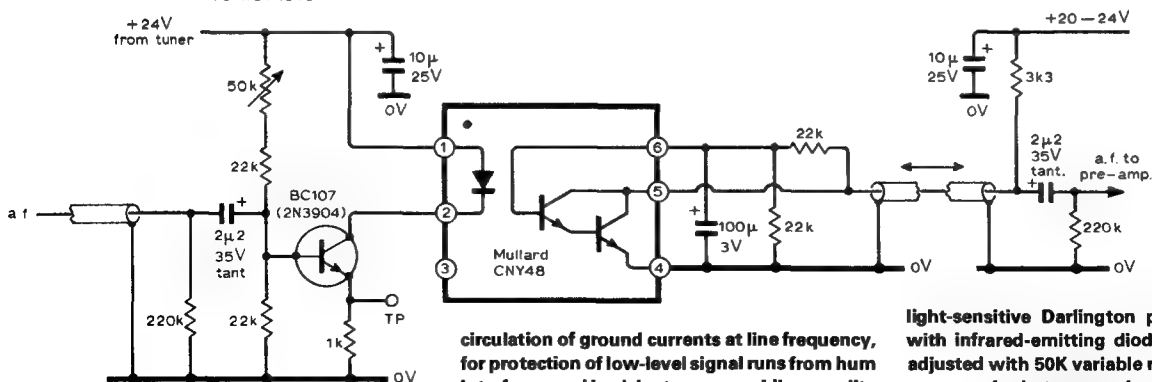 +24V
from tuner
10μ
25V
0V
50k
22k
BC107
(2N3904)
a f
2μ2
35V
tant
220k
22k
TP
1k
0V
1
2
3
Mullard
CNY48
6
5
4
22k
100μ
3V
22k
0V
+20–24V
10μ
25V
0V
3k3
2μ2
35V
tant.
a.f. to
pre-amp.
220k
0V
circulation of ground currents at line frequency,
for protection of low-level signal runs from hum
light-sensitive Darlington p
with infrared-emitting diod
adjusted with 50K variable r